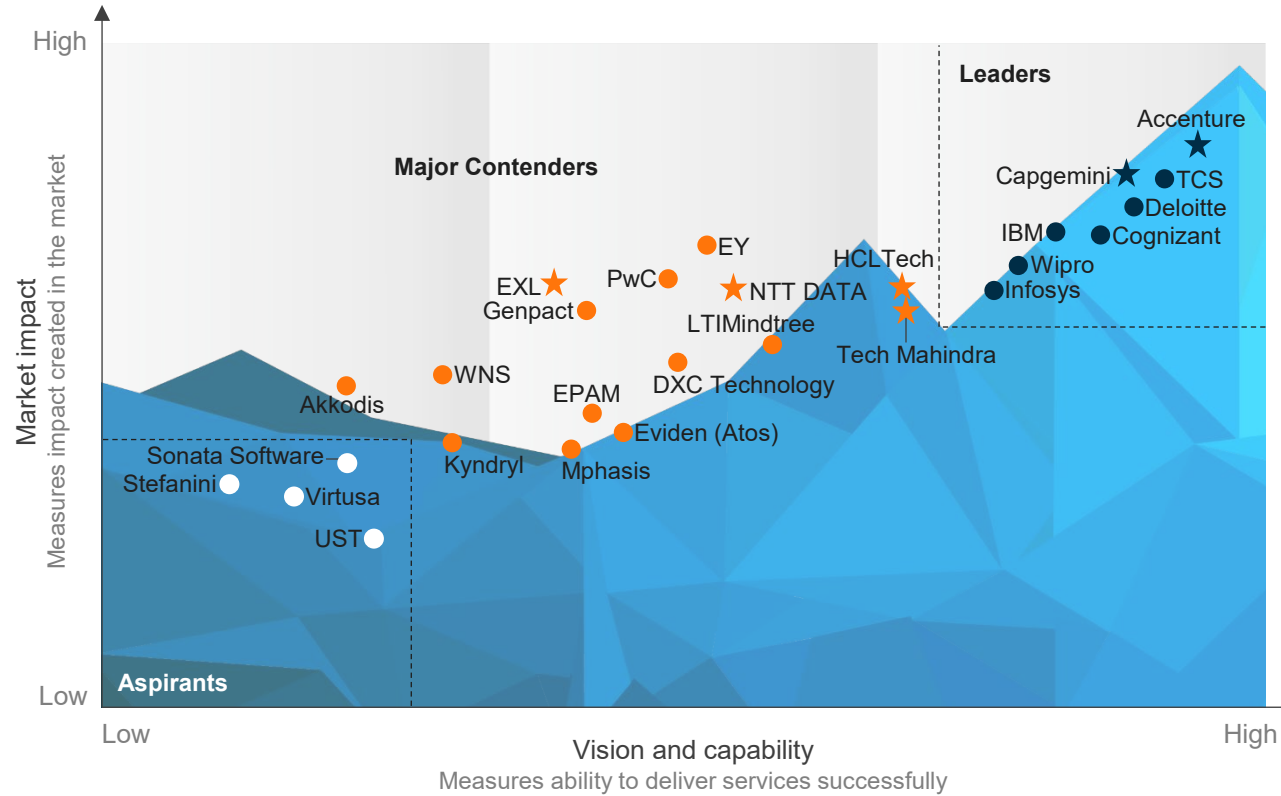 High
Leaders
Accenture
Major Contenders
Capgemini
TCS
Deloitte
IBM
Cognizant
EY
HCLTech
Wipro
PwC
EXL
NTT DATA
Infosys
Genpact
LTIMindtree
Tech Mahindra
WNS
DXC Technology
EPAM
Akkodis
Eviden (Atos)
Sonata Software
Kyndryl
Mphasis
Stefanini
Virtusa
UST
Aspirants
Market impact
Measures impact created in the market
Low
Low
High
Vision and capability
Measures ability to deliver services successfully